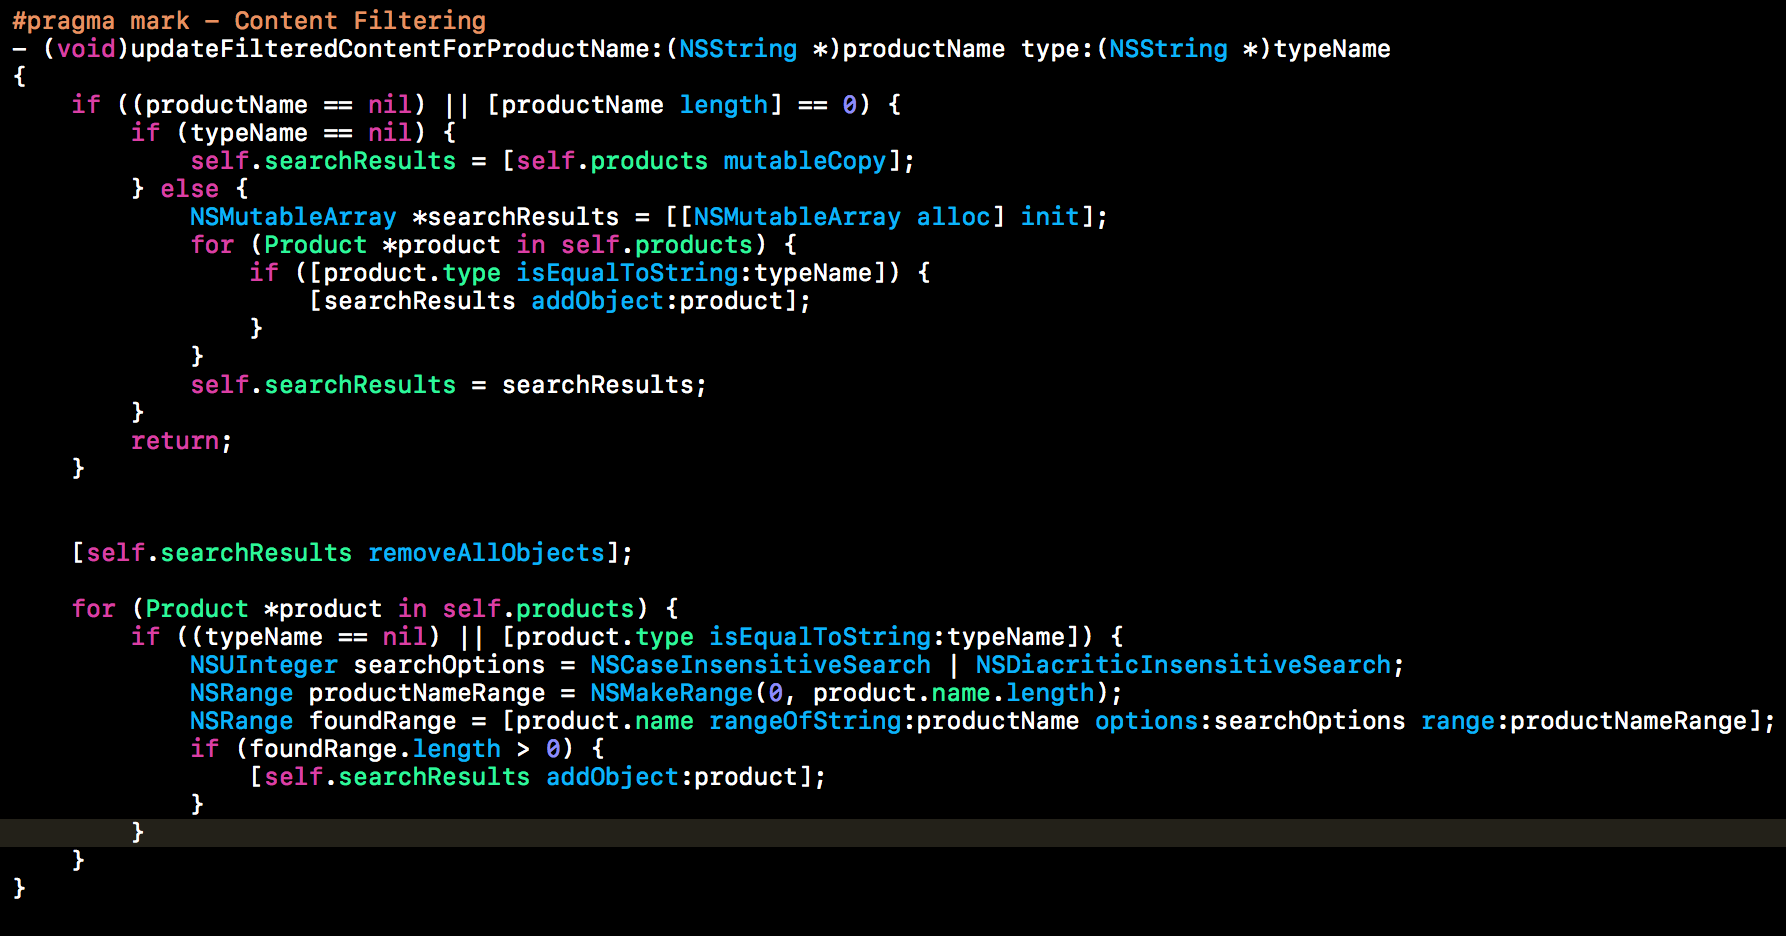 #pragma mark - Content Filtering
- (void)updateFilteredContentForProductName:(NSString *)productName type:(NSString *)typeName
{
    if ((productName == nil) || [productName length] == 0) {
        if (typeName == nil) {
            self.searchResults = [self.products mutableCopy];
        } else {
            NSMutableArray *searchResults = [[NSMutableArray alloc] init];
            for (Product *product in self.products) {
                if ([product.type isEqualToString:typeName]) {
                    [searchResults addObject:product];
                }
            }
            self.searchResults = searchResults;
        }
        return;
    }


    [self.searchResults removeAllObjects];

    for (Product *product in self.products) {
        if ((typeName == nil) || [product.type isEqualToString:typeName]) {
            NSUInteger searchOptions = NSCaseInsensitiveSearch | NSDiacriticInsensitiveSearch;
            NSRange productNameRange = NSMakeRange(0, product.name.length);
            NSRange foundRange = [product.name rangeOfString:productName options:searchOptions range:productNameRange];
            if (foundRange.length > 0) {
                [self.searchResults addObject:product];
            }
        }
    }
}